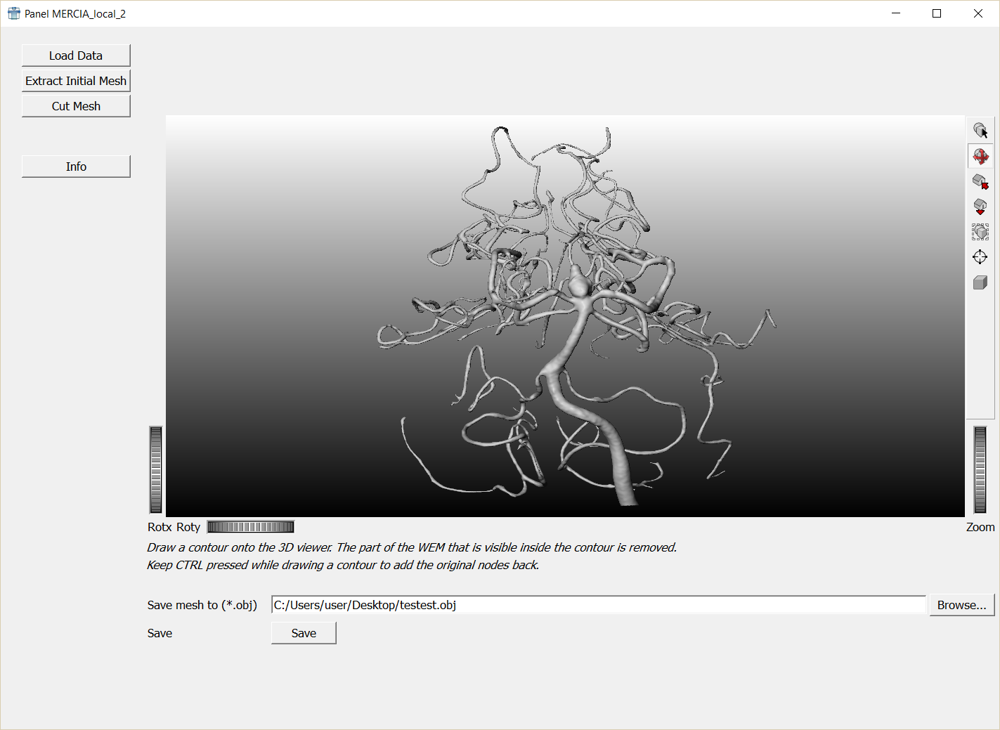 Panel MERCIA_local_2
Load Data
Extract Initial Mesh
Cut Mesh
Info
Rotx Roty
Zoom
Draw a contour onto the 3D viewer. The part of the WEM that is visible inside the contour is removed.
Keep CTRL pressed while drawing a contour to add the original nodes back.
Save mesh to (*.obj) C:/Users/user/Desktop/testest.obj Browse...
Save Save